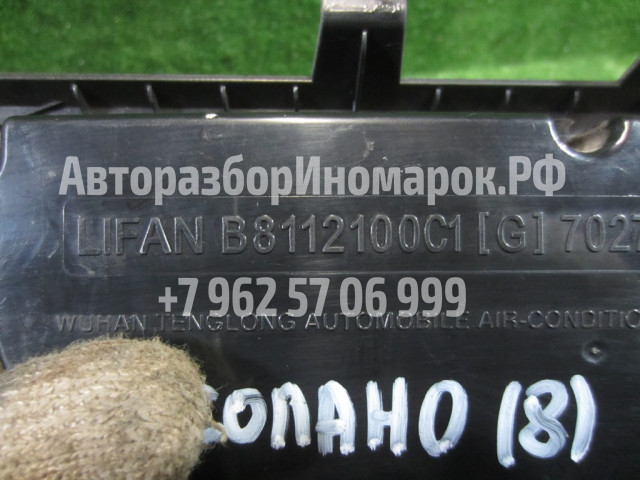 АвторазборИномарок.РФ
LIFAN B8112100C1 [G] 7027
+7 962 57 06 999
WUHAN TENGLONG AUTOMOBILE AIR-CONDITIO
ОЛАНО (8)